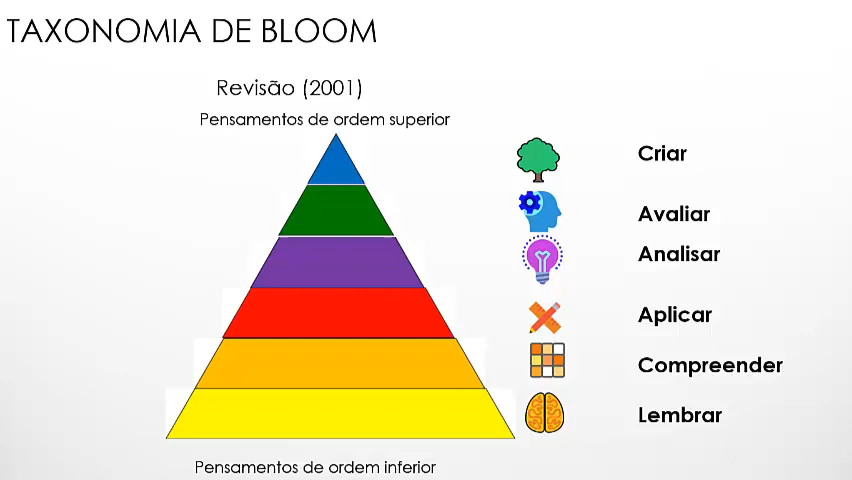 TAXONOMIA DE BLOOM
Revisão (2001)
Pensamentos de ordem superior
Criar
Avaliar
Analisar
Aplicar
Compreender
Lembrar
Pensamentos de ordem inferior